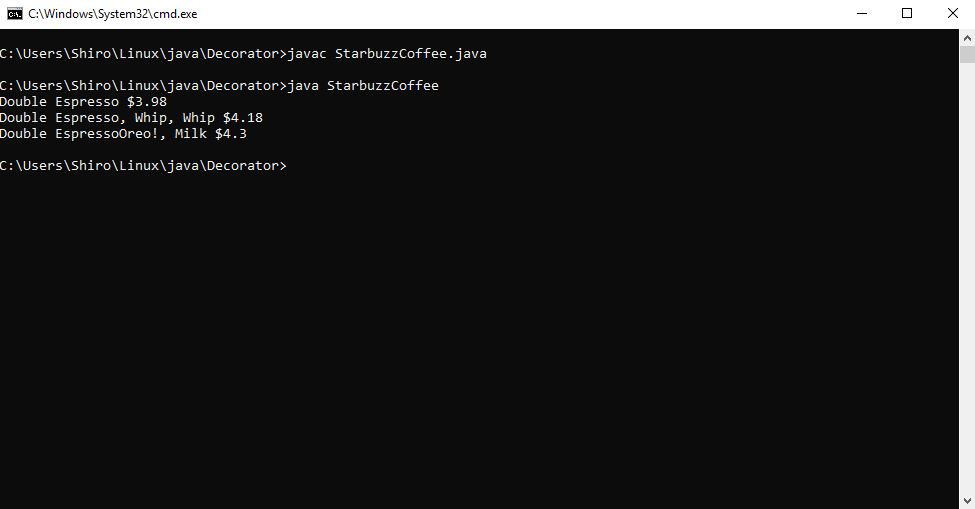 C:\Windows\System32\cmd.exe
C:\Users\Shiro\Linux\java\Decorator>javac StarbuzzCoffee.java
C:\Users\Shiro\Linux\java\Decorator>java StarbuzzCoffee
Double Espresso $3.98
Double Espresso, Whip, Whip $4.18
Double EspressoOreo!, Milk $4.3
C:\Users\Shiro\Linux\java\Decorator>